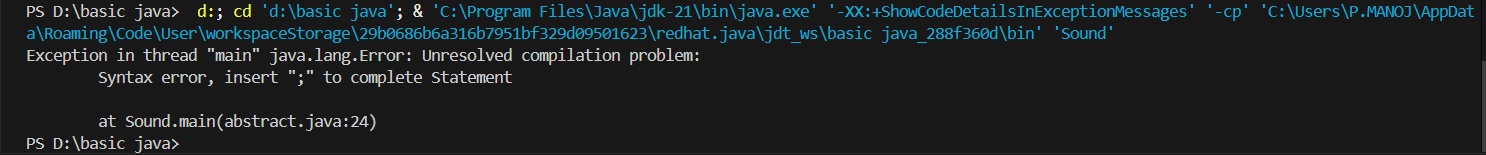 PS D:\basic java>  d:; cd 'd:\basic java'; & 'C:\Program Files\Java\jdk-21\bin\java.exe' '-XX:+ShowCodeDetailsInExceptionMessages' '-cp' 'C:\Users\P.MANOJ\AppDat
a\Roaming\Code\User\workspaceStorage\29b0686b6a316b7951bf329d09501623\redhat.java\jdt_ws\basic java_288f360d\bin' 'Sound'
Exception in thread "main" java.lang.Error: Unresolved compilation problem:
        Syntax error, insert ";" to complete Statement
        at Sound.main(abstract.java:24)
PS D:\basic java>